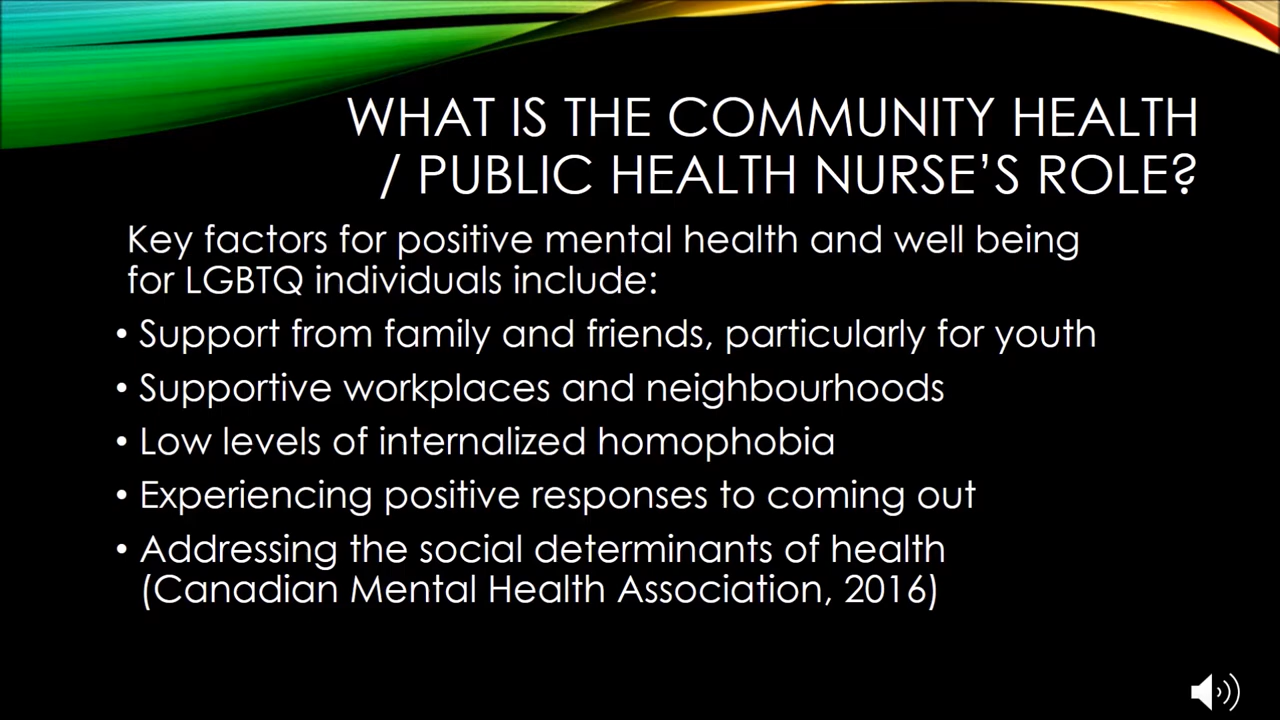 WHAT IS THE COMMUNITY HEALTH
/ PUBLIC HEALTH NURSE’S ROLE?
Key factors for positive mental health and well being
for LGBTQ individuals include:
• Support from family and friends, particularly for youth
• Supportive workplaces and neighbourhoods
• Low levels of internalized homophobia
• Experiencing positive responses to coming out
• Addressing the social determinants of health
(Canadian Mental Health Association, 2016)